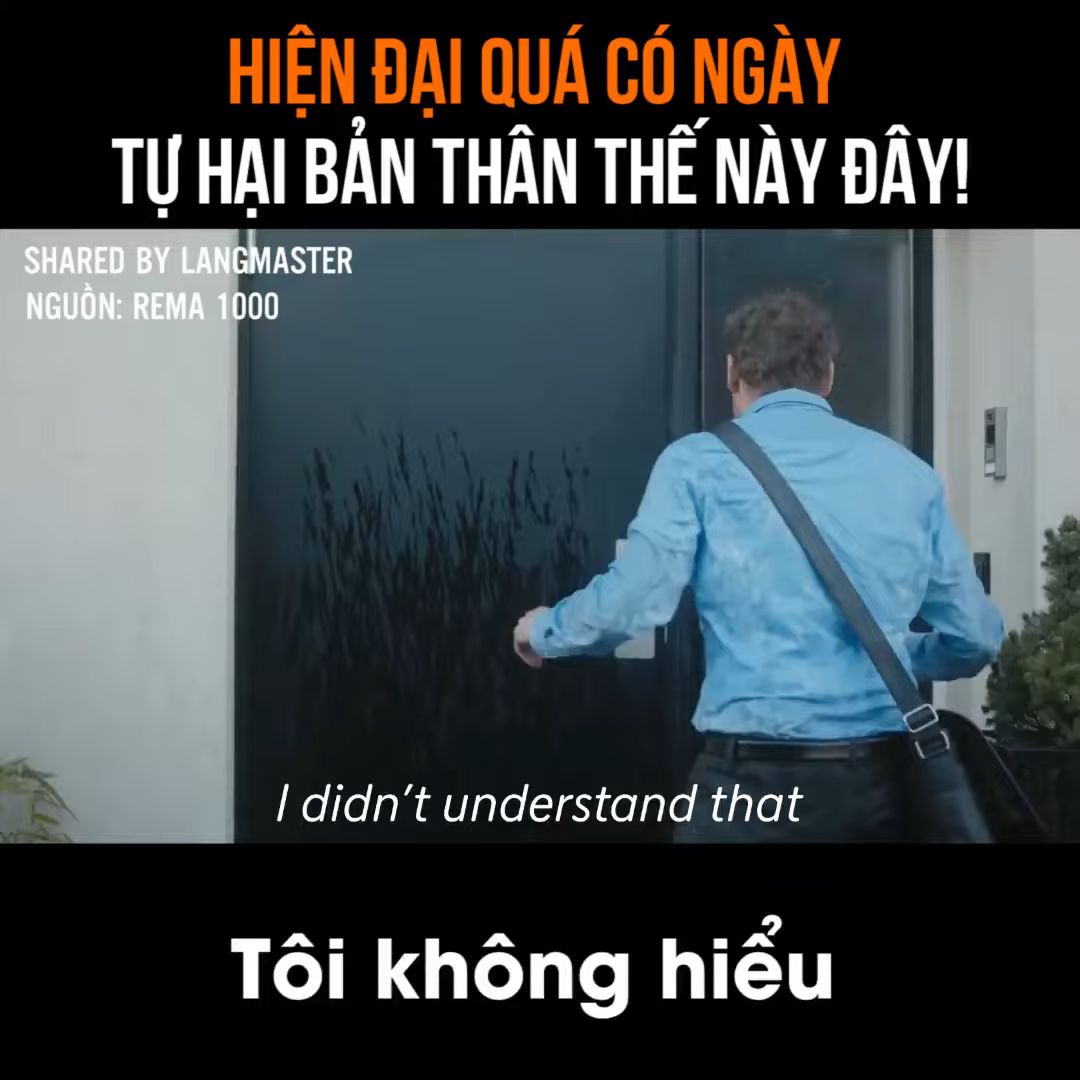 HIỆN ĐẠI QUÁ CÓ NGÀY
TỰ HẠI BẢN THÂN THẾ NÀY ĐÂY!
SHARED BY LANGMASTER
NGUỒN: REMA 1000
I didn't understand that
Tôi không hiểu